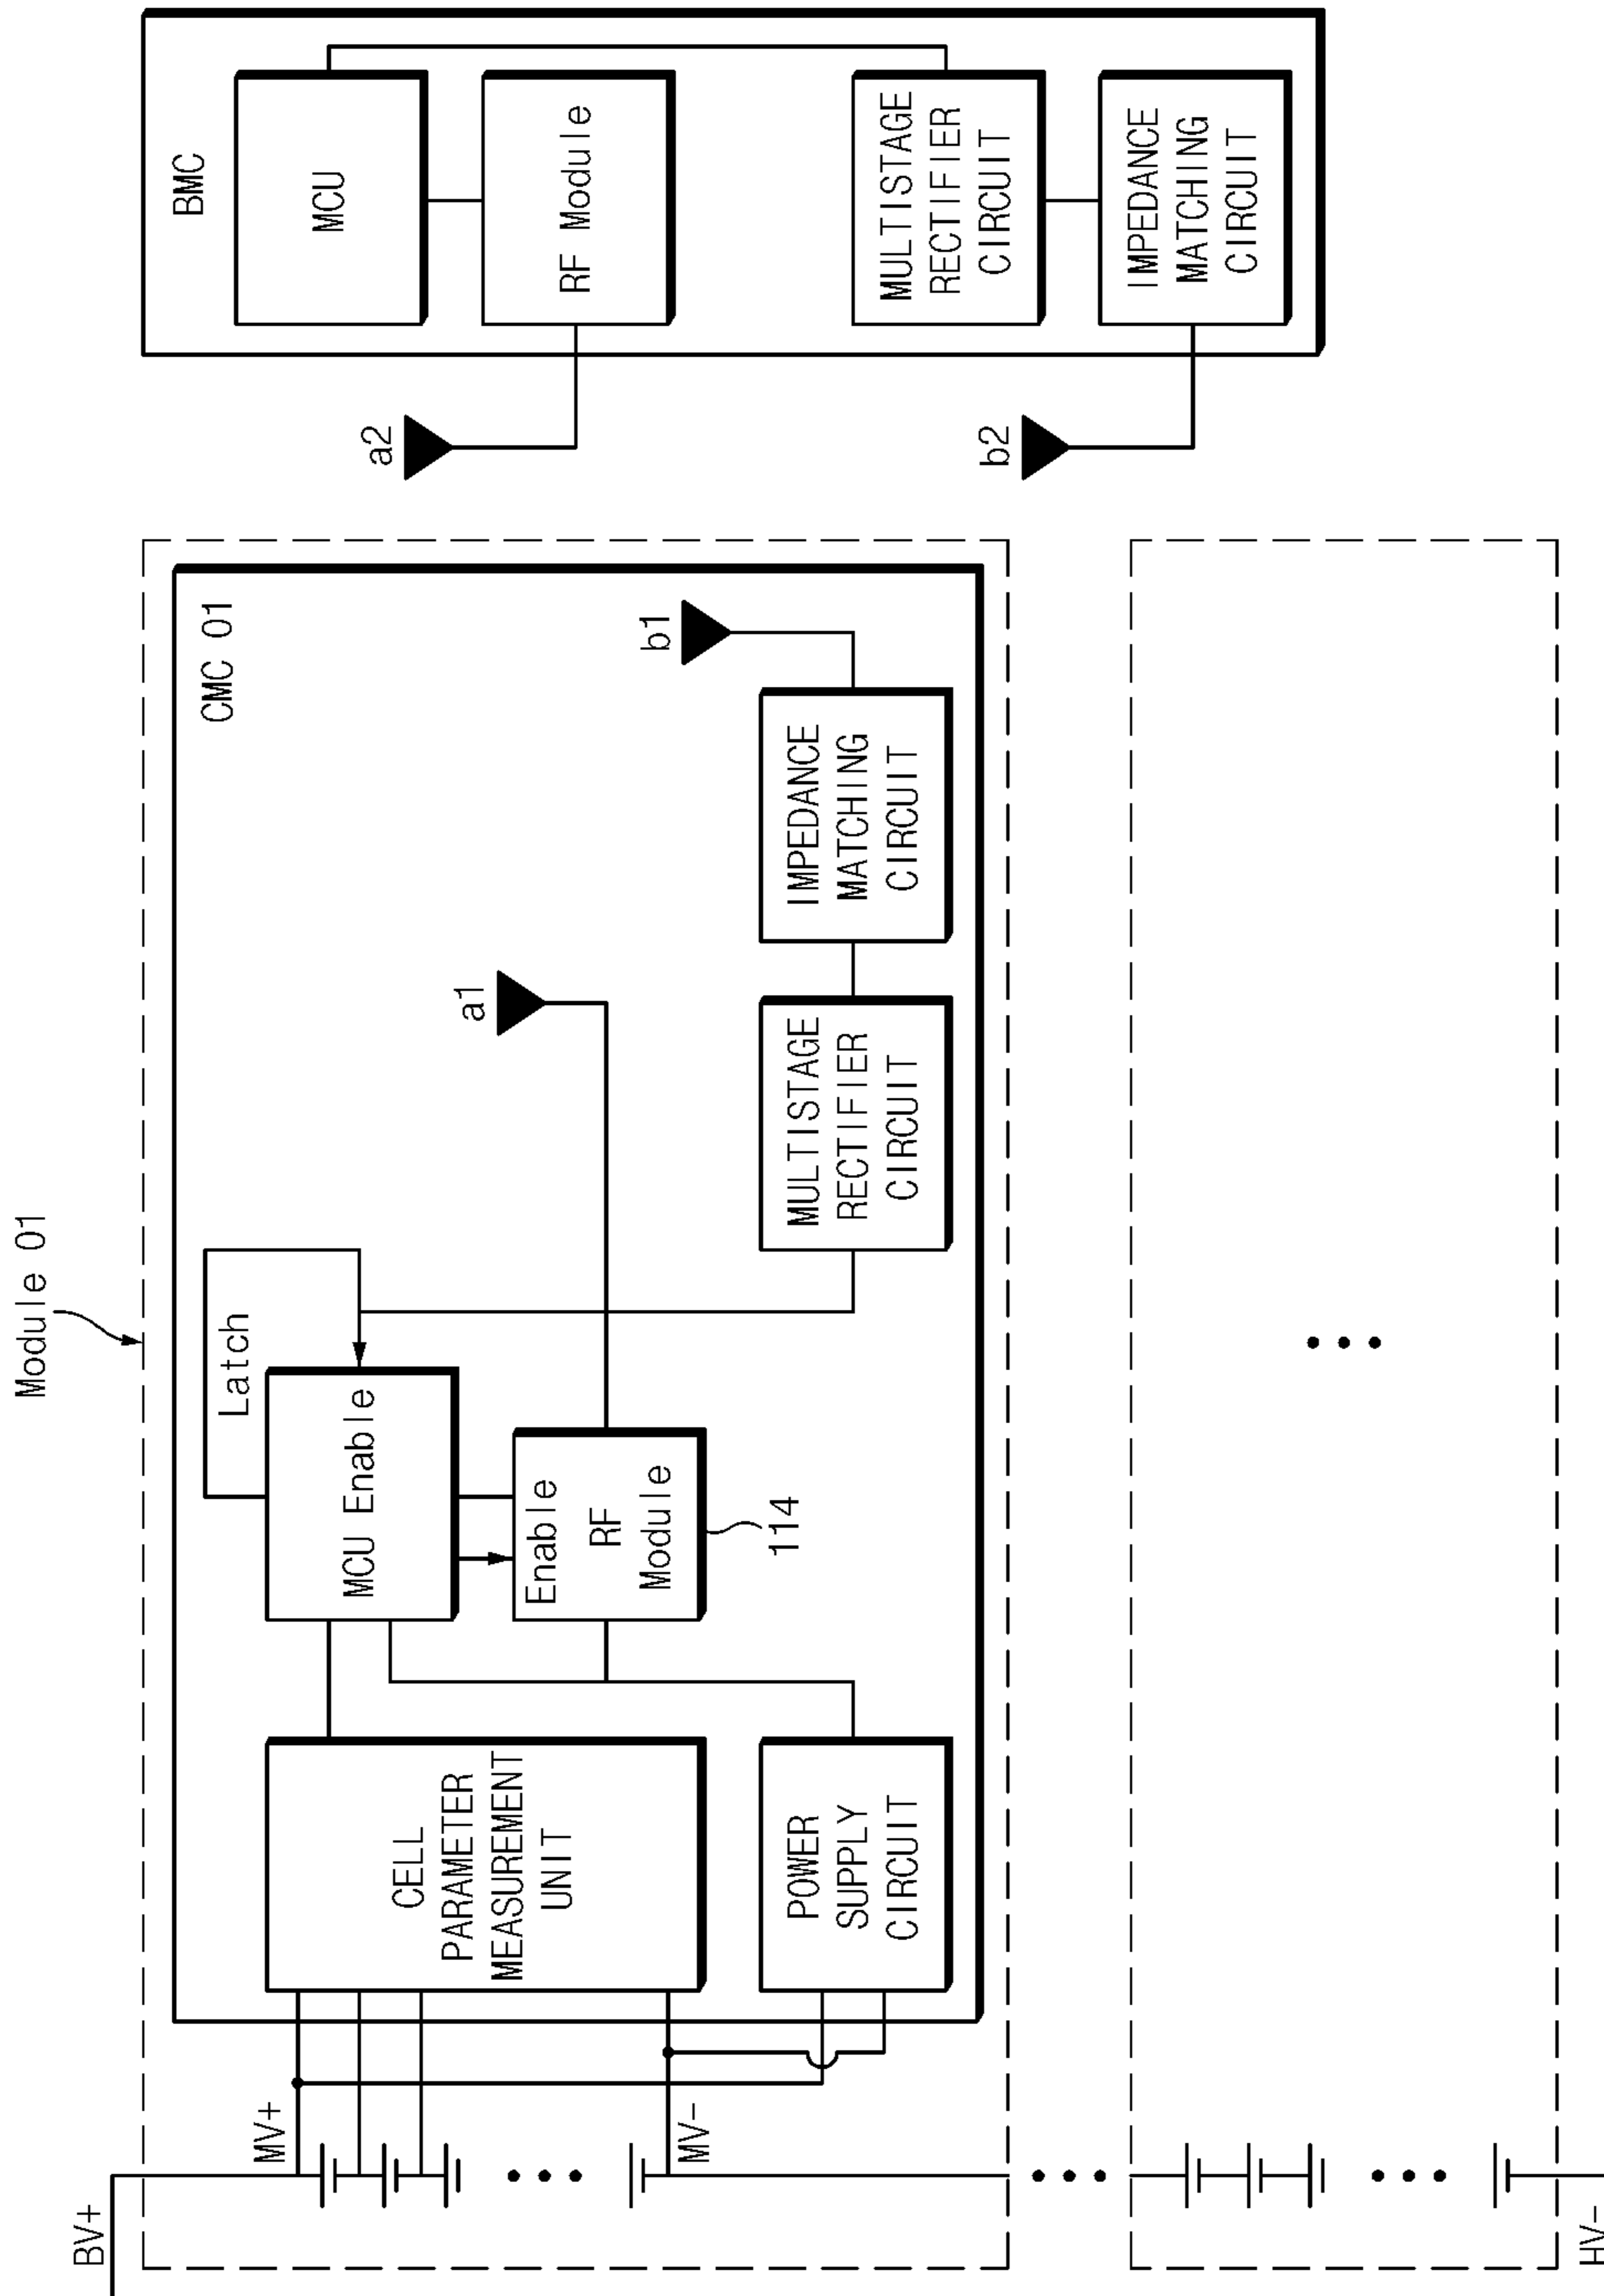 Module 01
BV+
MV+
MV-
HV-
CELL
PARAMETER
MEASUREMENT
UNIT
POWER
SUPPLY
CIRCUIT
Latch
MCU Enable
Enable
RF
Module
114
a1
CMC 01
MULTISTAGE
RECTIFIER
CIRCUIT
IMPEDANCE
MATCHING
CIRCUIT
b1
a2
b2
BMC
MCU
RF Module
MULTISTAGE
RECTIFIER
CIRCUIT
IMPEDANCE
MATCHING
CIRCUIT